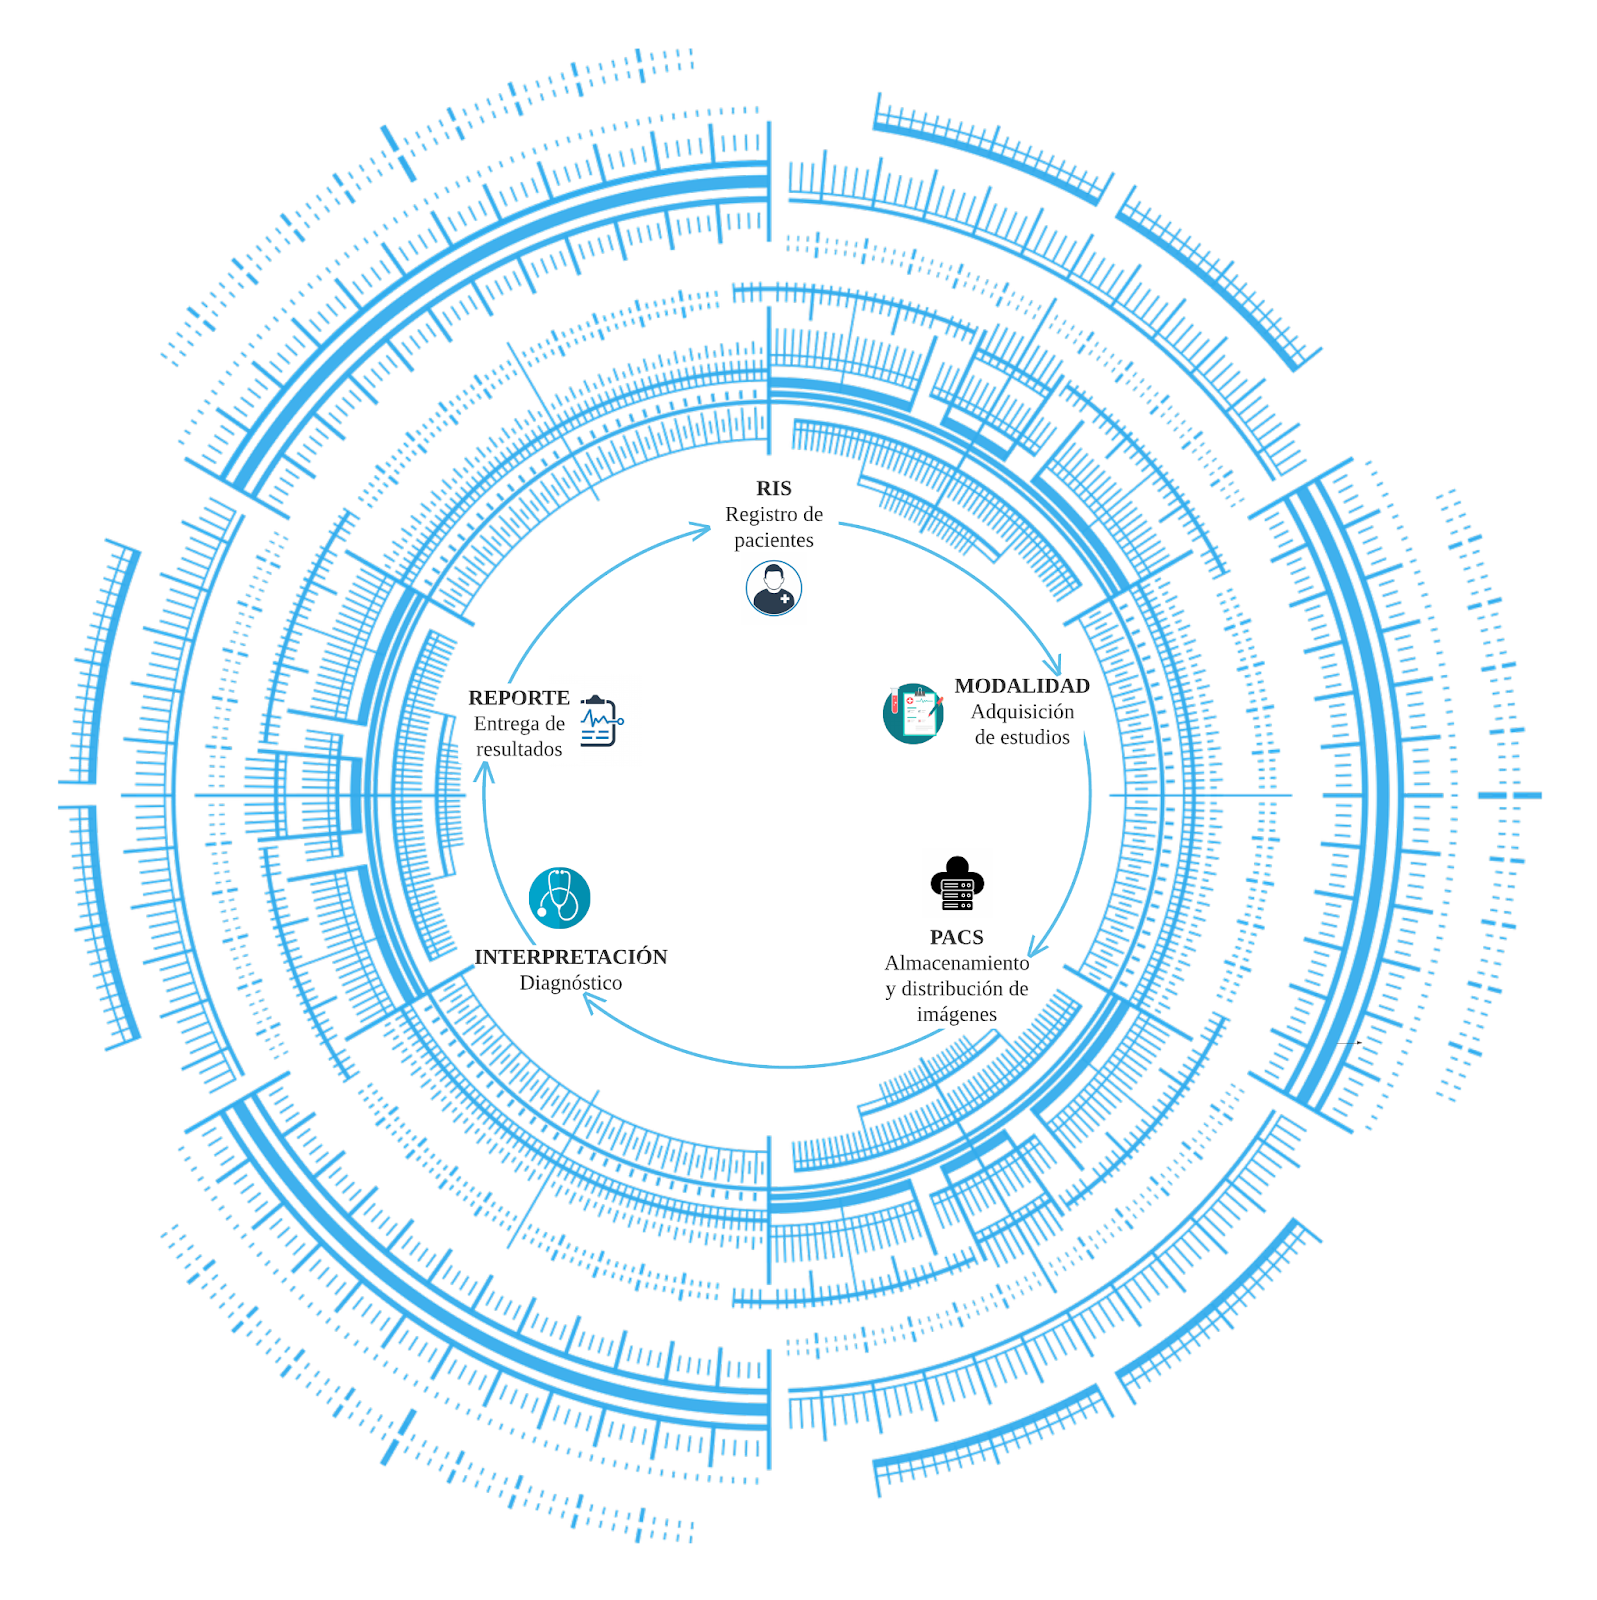 RIS
Registro de
pacientes
MODALIDAD
Adquisición
de estudios
PACS
Almacenamiento
y distribución de
imágenes
INTERPRETACIÓN
Diagnóstico
REPORTE
Entrega de
resultados